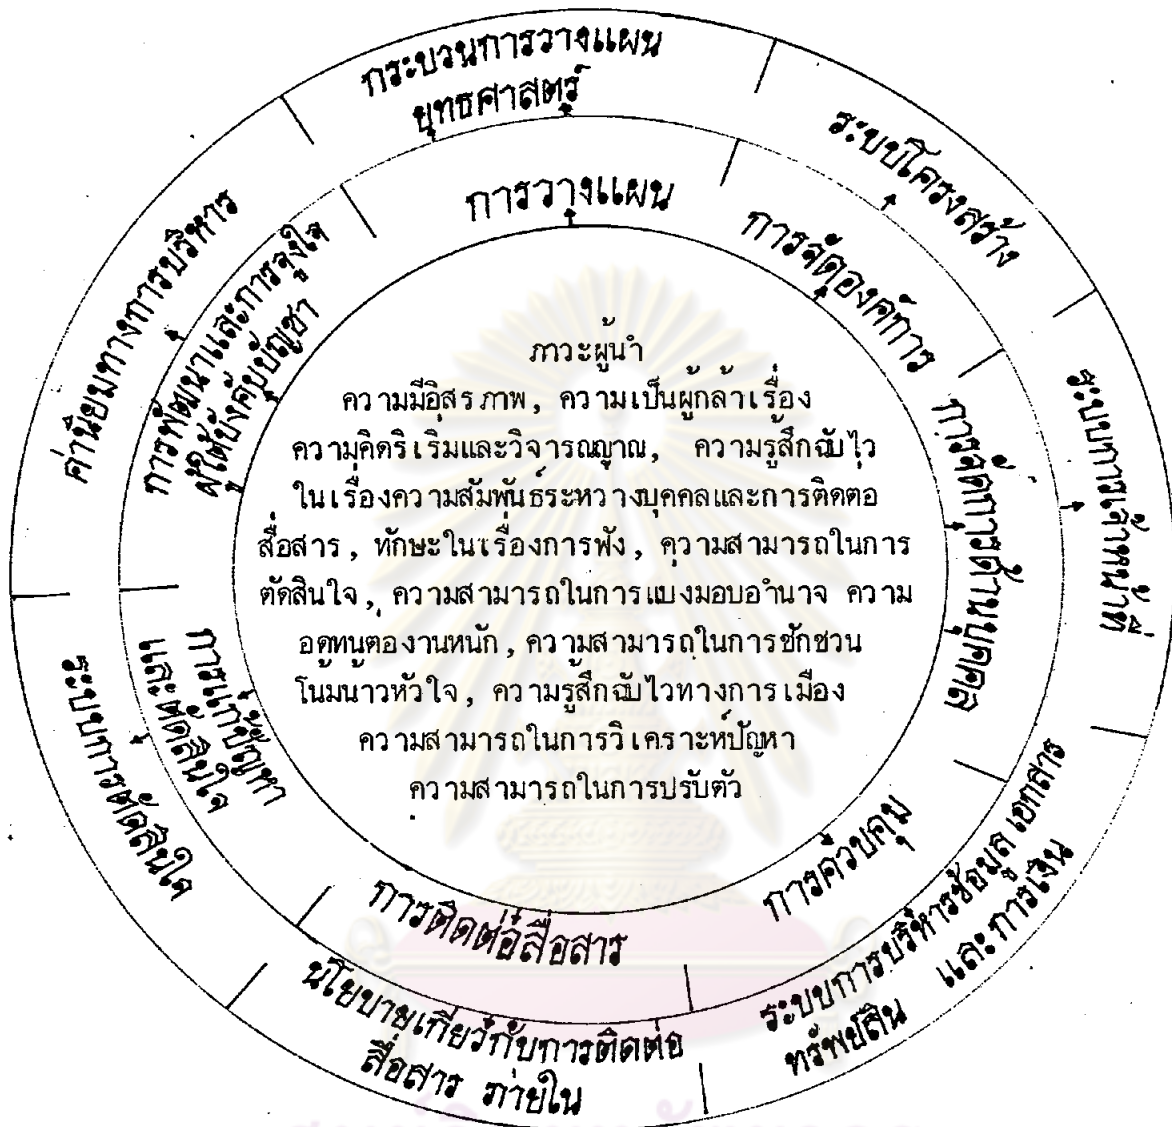 กระบวนการวางแผน
ยุทธศาสตร์
ระบบโครงสร้าง
ระบบการเจ้าหน้าที่
ระบบการบริหารข้อมูล เอกสาร
ทรัพย์สิน และการเงิน
นโยบายเกี่ยวกับการติดต่อ
สื่อสาร ภายใน
ระบบการตัดสินใจ
ค่านิยมทางการบริหาร
การวางแผน
การจัดองค์การ
การจัดการด้านบุคคล
การควบคุม
การติดต่อสื่อสาร
การแก้ปัญหา
และตัดสินใจ
การพัฒนาและการจูงใจ
ผู้ใต้บังคับบัญชา
ภาวะผู้นำ
ความมีอิสรภาพ, ความเป็นผู้กล้าเรื่อง
ความคิดริเริ่มและวิจารณญาณ, ความรู้สึกฉับไว
ในเรื่องความสัมพันธ์ระหว่างบุคคลและการติดตอ
สื่อสาร, ทักษะในเรื่องการฟัง, ความสามารถในการ
ตัดสินใจ, ความสามารถในการแบ่งมอบอำนาจ ความ
อดทนตองานหนัก, ความสามารถในการชักชวน
โน้มน้าวหัวใจ, ความรู้สึกฉับไวทางการเมือง
ความสามารถในการวิเคราะห์ปัญหา
ความสามารถในการปรับตัว